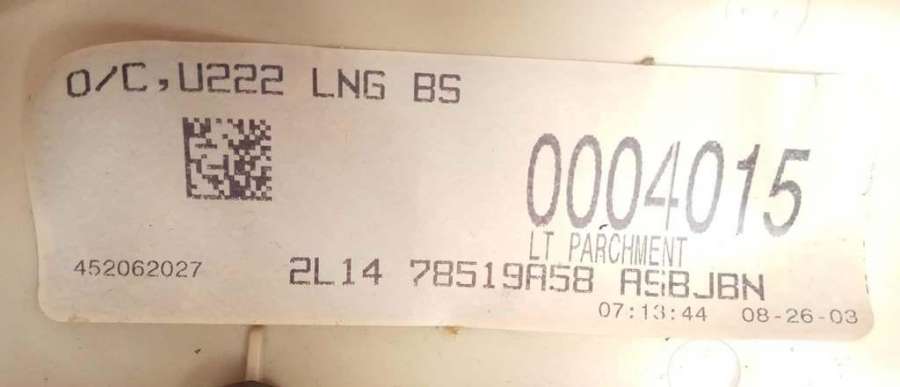 O/C,U222 LNG BS
0004015
LT PARCHMENT
452062027
2L14 78519A58 ASBJBN
07:13:44 08-26-03